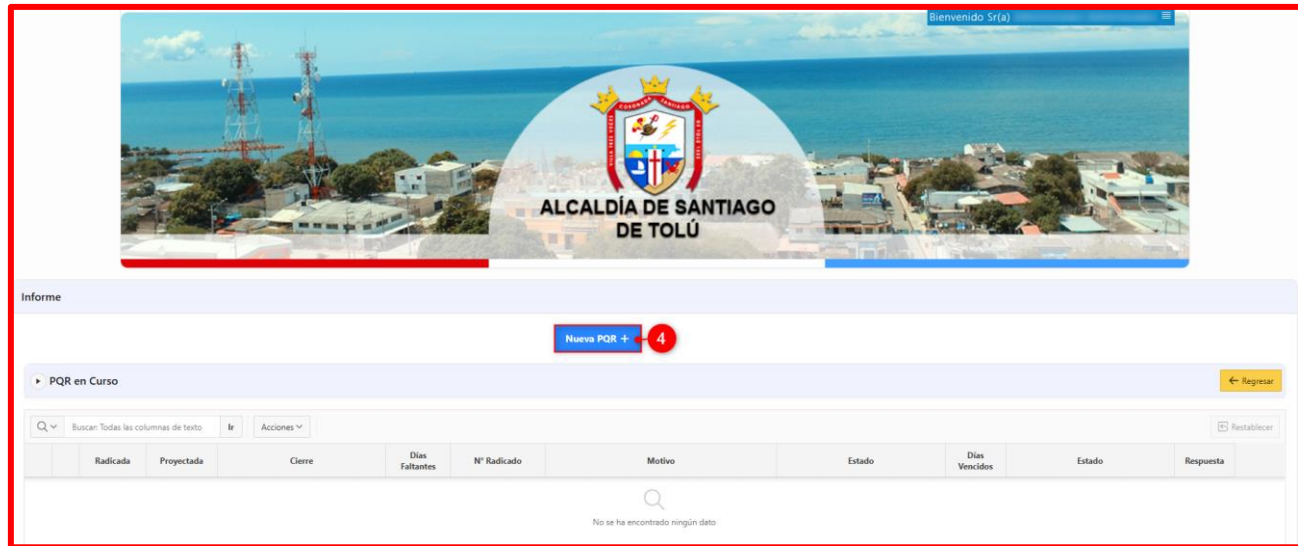 Bienvenido Sr(a)
ALCALDÍA DE SANTIAGO
DE TOLÚ
Informe
Nueva PQR +
4
PQR en Curso
← Regresar
Buscar: Todas las columnas de texto
Ir
Acciones
Restablecer
Radicada Proyectada Cierre Días Faltantes N° Radicado Motivo Estado Días Vencidos Estado Respuesta
No se ha encontrado ningún dato